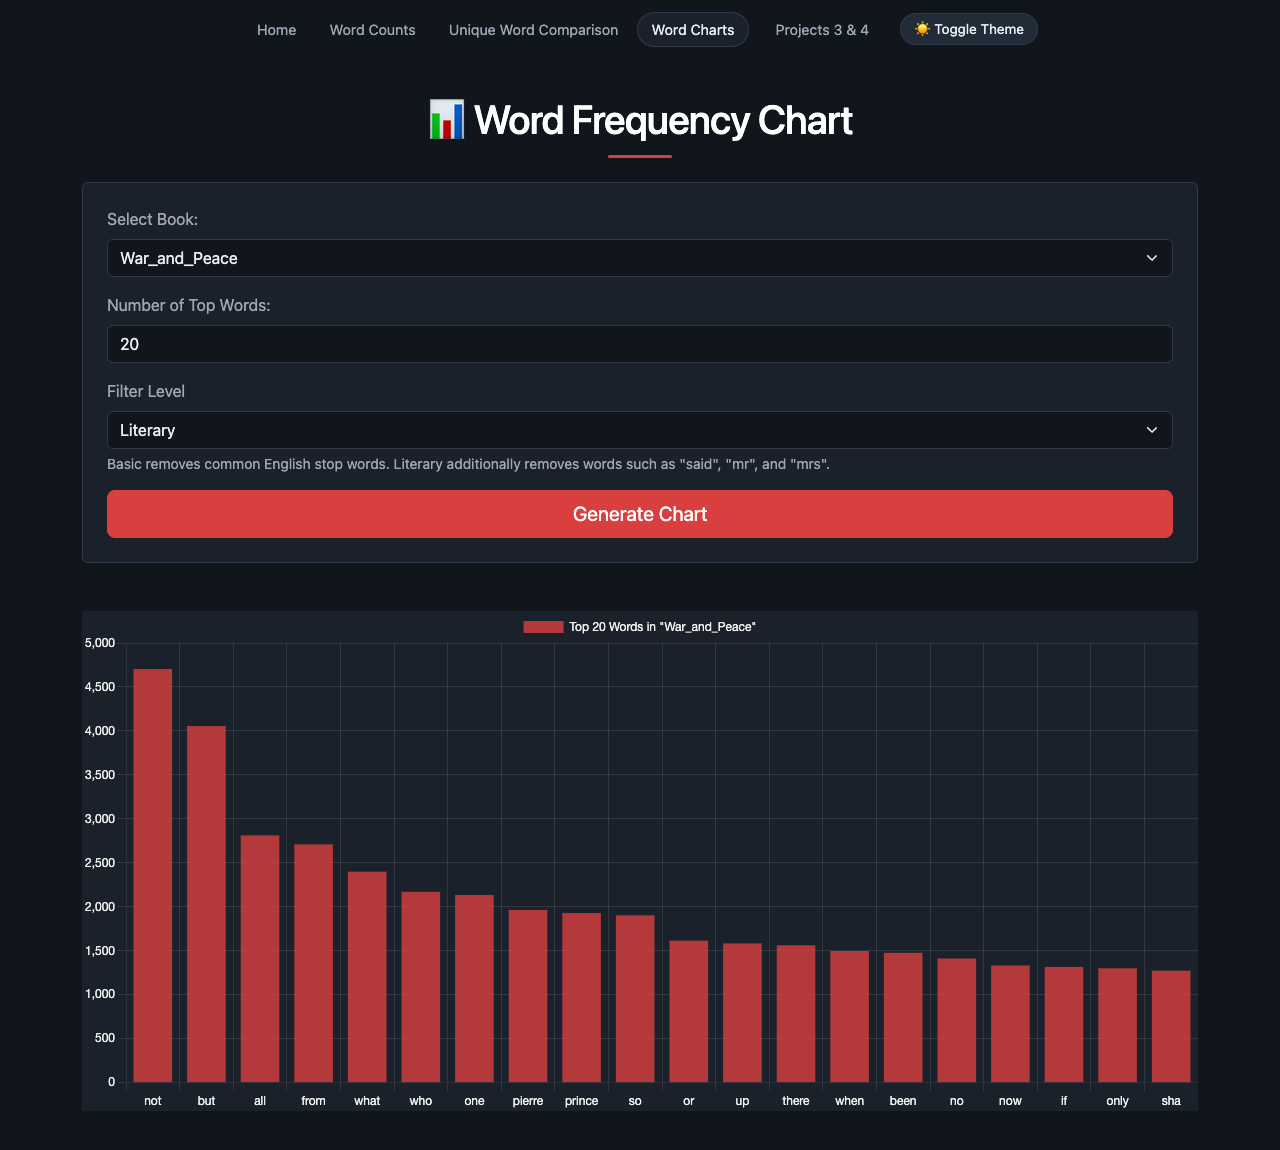 Home Word Counts Unique Word Comparison Word Charts Projects 3 & 4 ☀️ Toggle Theme
📊 Word Frequency Chart
Select Book:
War_and_Peace
Number of Top Words:
20
Filter Level
Literary
Basic removes common English stop words. Literary additionally removes words such as "said", "mr", and "mrs".
Generate Chart
Top 20 Words in "War_and_Peace"
5,000
4,500
4,000
3,500
3,000
2,500
2,000
1,500
1,000
500
0
not but all from what who one pierre prince so or up there when been no now if only sha